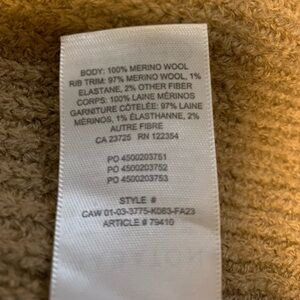 BODY: 100% MERINO WOOL
RIB TRIM: 97% MERINO WOOL, 1%
ELASTANE, 2% OTHER FIBER
CORPS: 100% LAINE MÉRINOS
GARNITURE CÔTELÉE: 97% LAINE
MÉRINOS, 1% ÉLASTHANNE, 2%
AUTRE FIBRE
CA 23725 RN 122354
PO 4500203751
PO 4500203752
PO 4500203753
STYLE #
CAW 01-03-3775-K063-FA23
ARTICLE # 79410